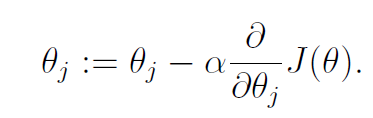 θ_j := θ_j − α ∂/∂θ_j J(θ).